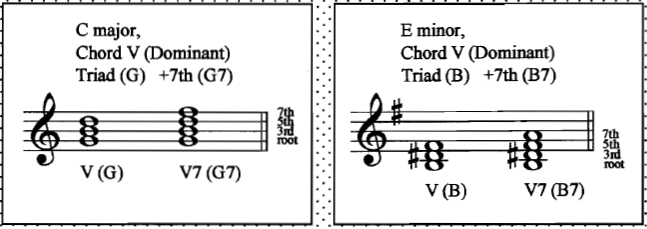 C major,
Chord V (Dominant)
Triad (G) +7th (G7)
7th
5th
3rd
root
V (G) V7 (G7)
E minor,
Chord V (Dominant)
Triad (B) +7th (B7)
7th
5th
3rd
root
V (B) V7 (B7)